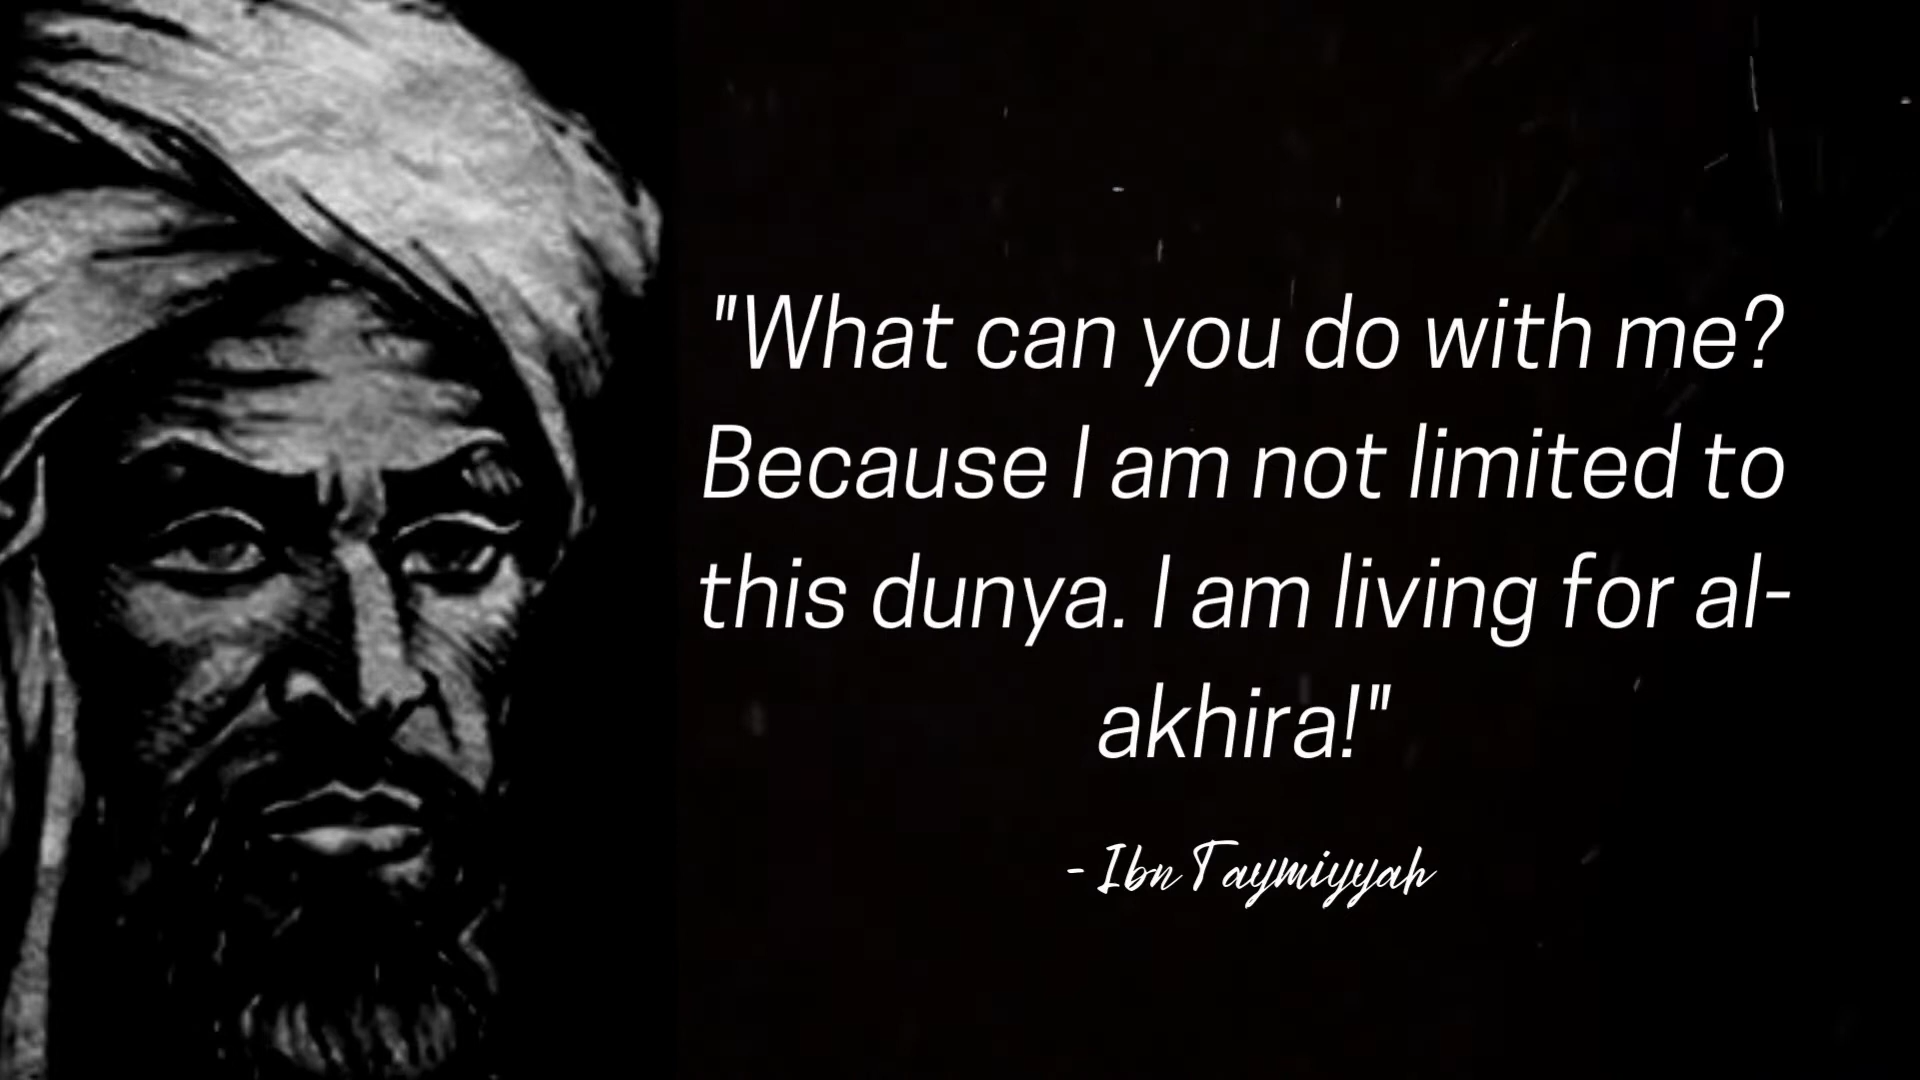 "What can you do with me?
Because I am not limited to
this dunya. I am living for al-
akhira!"
- Ibn Taymiyyah